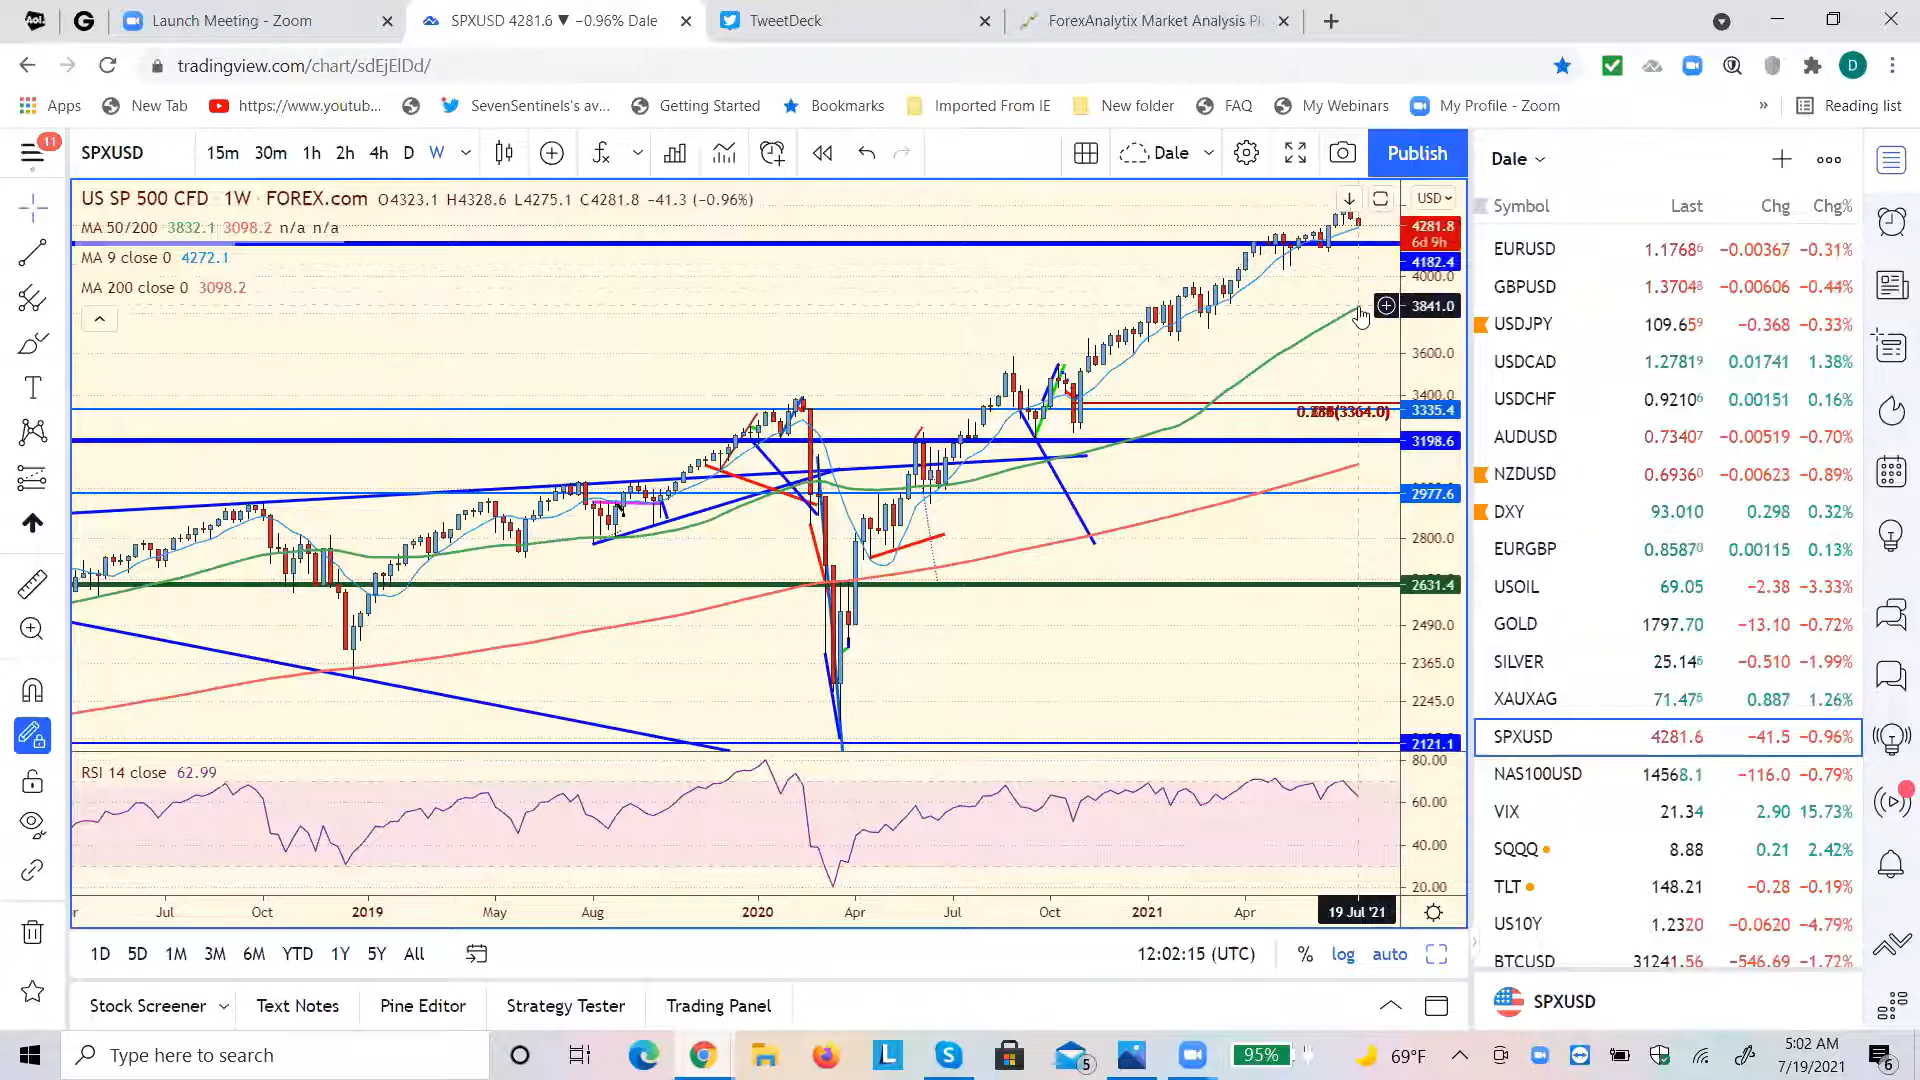 Aol. G Launch Meeting - Zoom SPXUSD 4281.6 ▼ −0.96% Dale TweetDeck ForexAnalytix Market Analysis Pl
tradingview.com/chart/sdEjElDd/ D
Apps New Tab https://www.youtub... SevenSentinels's av... Getting Started Bookmarks Imported From IE New folder FAQ My Webinars My Profile - Zoom » Reading list
11 SPXUSD 15m 30m 1h 2h 4h D W Dale Publish
Dale
US SP 500 CFD · 1W · FOREX.com O4323.1 H4328.6 L4275.1 C4281.8 −41.3 (−0.96%) USD
MA 50/200 3832.1 3098.2 n/a n/a
MA 9 close 0 4272.1
MA 200 close 0 3098.2
4281.8
6d 9h
4182.4
4000.0
3841.0
3600.0
3400.0
3335.4
3198.6
2977.6
2800.0
2631.4
2490.0
2365.0
2245.0
2121.1
RSI 14 close 62.99
80.00
60.00
40.00
20.00
Jul Oct 2019 May Aug 2020 Apr Jul Oct 2021 Apr 19 Jul '21
1D 5D 1M 3M 6M YTD 1Y 5Y All 12:02:15 (UTC) % log auto
Stock Screener Text Notes Pine Editor Strategy Tester Trading Panel
Symbol Last Chg Chg%
EURUSD 1.17686 −0.00367 −0.31%
GBPUSD 1.37048 −0.00606 −0.44%
USDJPY 109.659 −0.368 −0.33%
USDCAD 1.27819 0.01741 1.38%
USDCHF 0.92106 0.00151 0.16%
AUDUSD 0.73407 −0.00519 −0.70%
NZDUSD 0.69360 −0.00623 −0.89%
DXY 93.010 0.298 0.32%
EURGBP 0.85870 0.00115 0.13%
USOIL 69.05 −2.38 −3.33%
GOLD 1797.70 −13.10 −0.72%
SILVER 25.146 −0.510 −1.99%
XAUXAG 71.475 0.887 1.26%
SPXUSD 4281.6 −41.5 −0.96%
NAS100USD 14568.1 −116.0 −0.79%
VIX 21.34 2.90 15.73%
SQQQ 8.88 0.21 2.42%
TLT 148.21 −0.28 −0.19%
US10Y 1.2320 −0.0620 −4.79%
BTCUSD 31241.56 −546.69 −1.72%
SPXUSD
Type here to search 95% 69°F 5:02 AM
7/19/2021
5 6